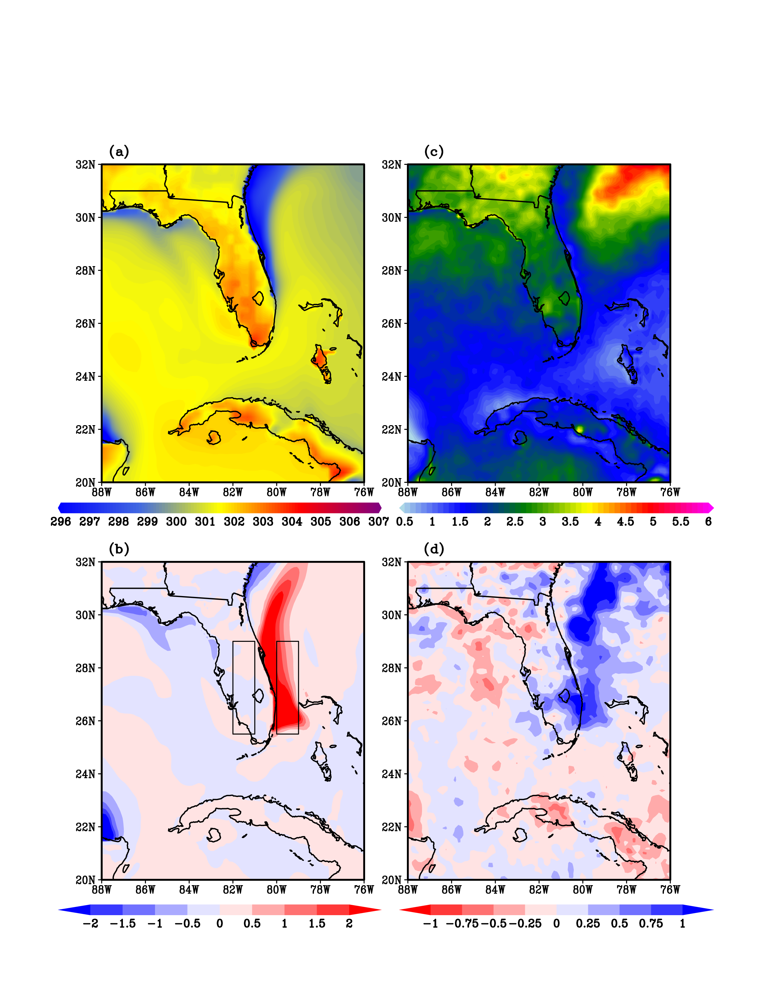 (a)
32N
30N
28N
26N
24N
22N
20N
88W 86W 84W 82W 80W 78W 76W
296 297 298 299 300 301 302 303 304 305 306 307
(c)
32N
30N
28N
26N
24N
22N
20N
88W 86W 84W 82W 80W 78W 76W
0.5 1 1.5 2 2.5 3 3.5 4 4.5 5 5.5 6
(b)
32N
30N
28N
26N
24N
22N
20N
88W 86W 84W 82W 80W 78W 76W
−2 −1.5 −1 −0.5 0 0.5 1 1.5 2
(d)
32N
30N
28N
26N
24N
22N
20N
88W 86W 84W 82W 80W 78W 76W
−1 −0.75 −0.5 −0.25 0 0.25 0.5 0.75 1